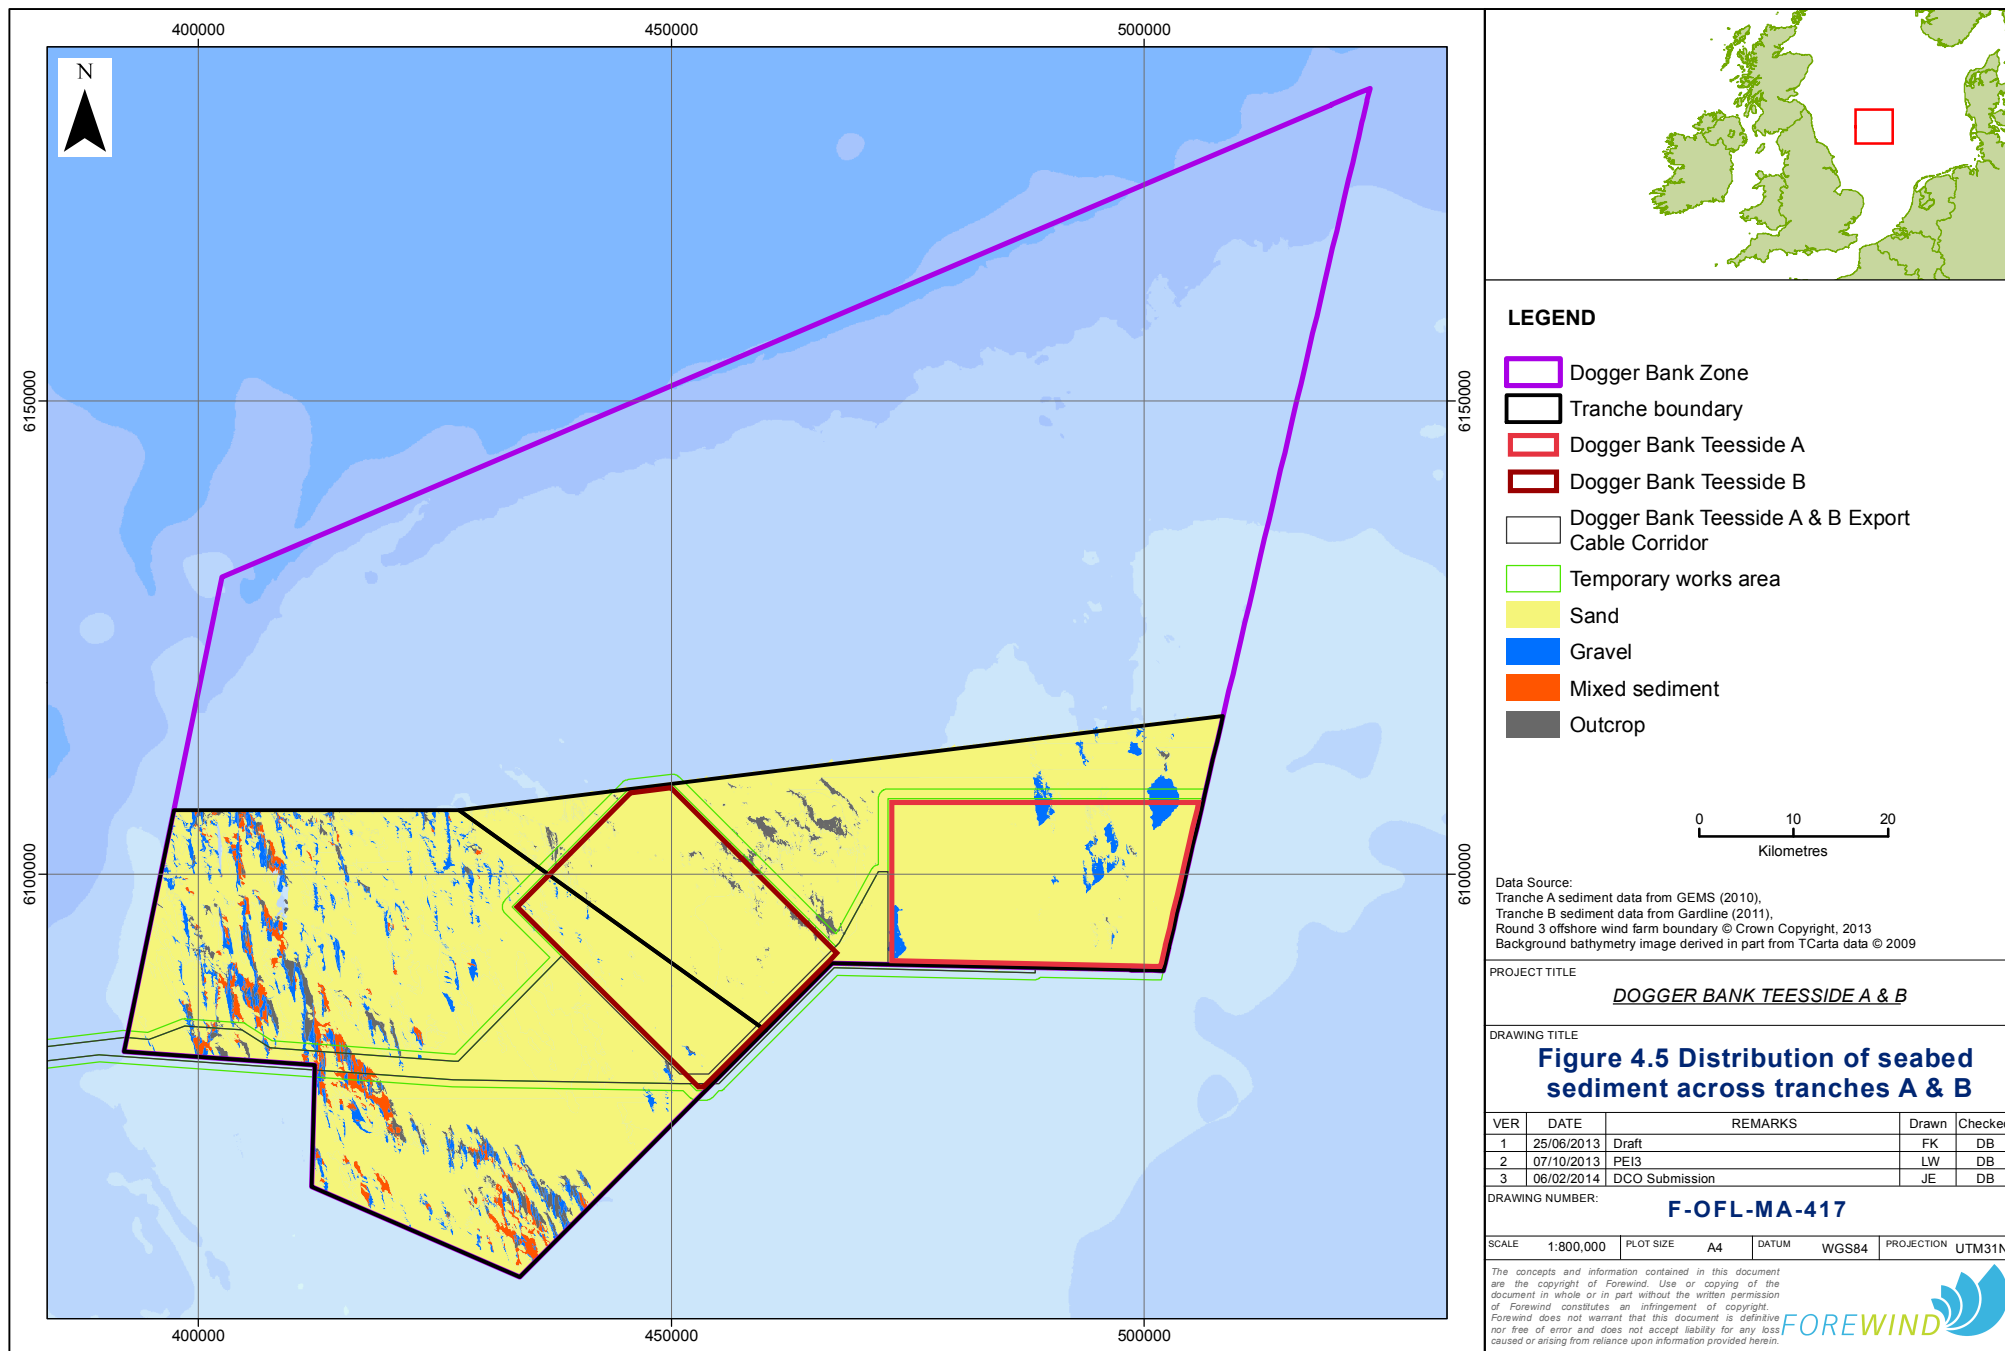 400000
450000
500000
N
6150000
6150000
6100000
6100000
400000
450000
500000
LEGEND
Dogger Bank Zone
Tranche boundary
Dogger Bank Teesside A
Dogger Bank Teesside B
Dogger Bank Teesside A & B Export
Cable Corridor
Temporary works area
Sand
Gravel
Mixed sediment
Outcrop
0 10 20
Kilometres
Data Source:
Tranche A sediment data from GEMS (2010),
Tranche B sediment data from Gardline (2011),
Round 3 offshore wind farm boundary © Crown Copyright, 2013
Background bathymetry image derived in part from TCarta data © 2009
PROJECT TITLE
DOGGER BANK TEESSIDE A & B
DRAWING TITLE
Figure 4.5 Distribution of seabed
sediment across tranches A & B
VER DATE REMARKS Drawn Checked
1 25/06/2013 Draft FK DB
2 07/10/2013 PEI3 LW DB
3 06/02/2014 DCO Submission JE DB
DRAWING NUMBER:
F-OFL-MA-417
SCALE 1:800,000 PLOT SIZE A4 DATUM WGS84 PROJECTION UTM31N
The concepts and information contained in this document
are the copyright of Forewind. Use or copying of the
document in whole or in part without the written permission
of Forewind constitutes an infringement of copyright.
Forewind does not warrant that this document is definitive
nor free of error and does not accept liability for any loss
caused or arising from reliance upon information provided herein.
FOREWIND